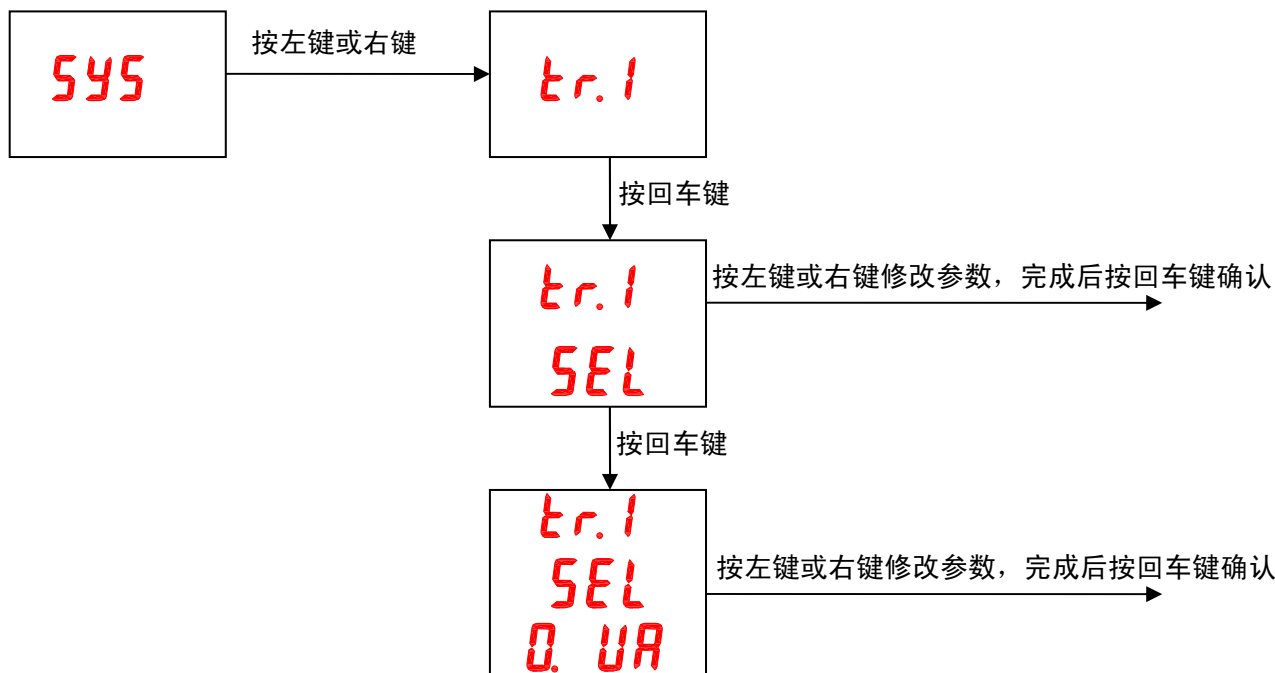 SYS
按左键或右键
tr.1
按回车键
tr.1
SEL
按左键或右键修改参数，完成后按回车键确认
按回车键
tr.1
SEL
0. UA
按左键或右键修改参数，完成后按回车键确认